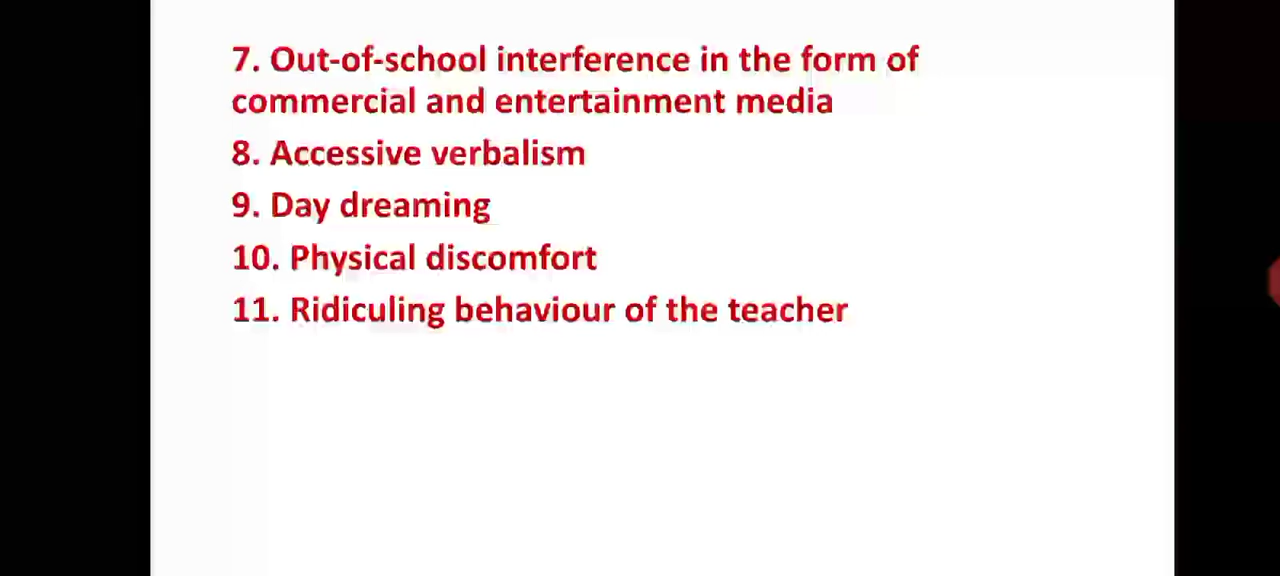 7. Out-of-school interference in the form of
commercial and entertainment media
8. Accessive verbalism
9. Day dreaming
10. Physical discomfort
11. Ridiculing behaviour of the teacher